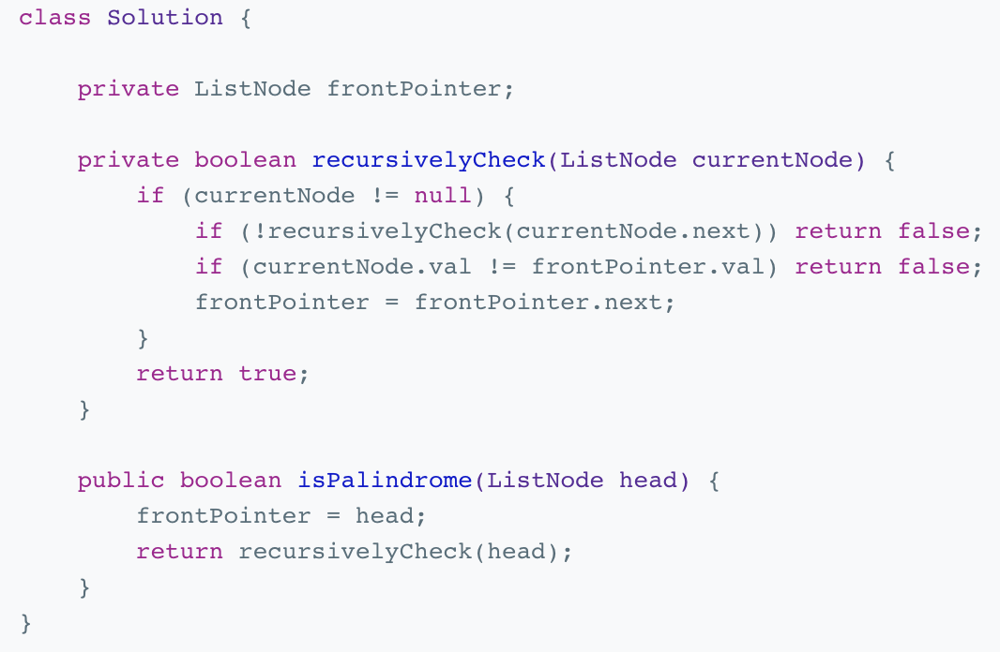 class Solution {
private ListNode frontPointer;
private boolean recursivelyCheck(ListNode currentNode) {
if (currentNode != null) {
if (!recursivelyCheck(currentNode.next)) return false;
if (currentNode.val != frontPointer.val) return false;
frontPointer = frontPointer.next;
}
return true;
}
public boolean isPalindrome(ListNode head) {
frontPointer = head;
return recursivelyCheck(head);
}
}